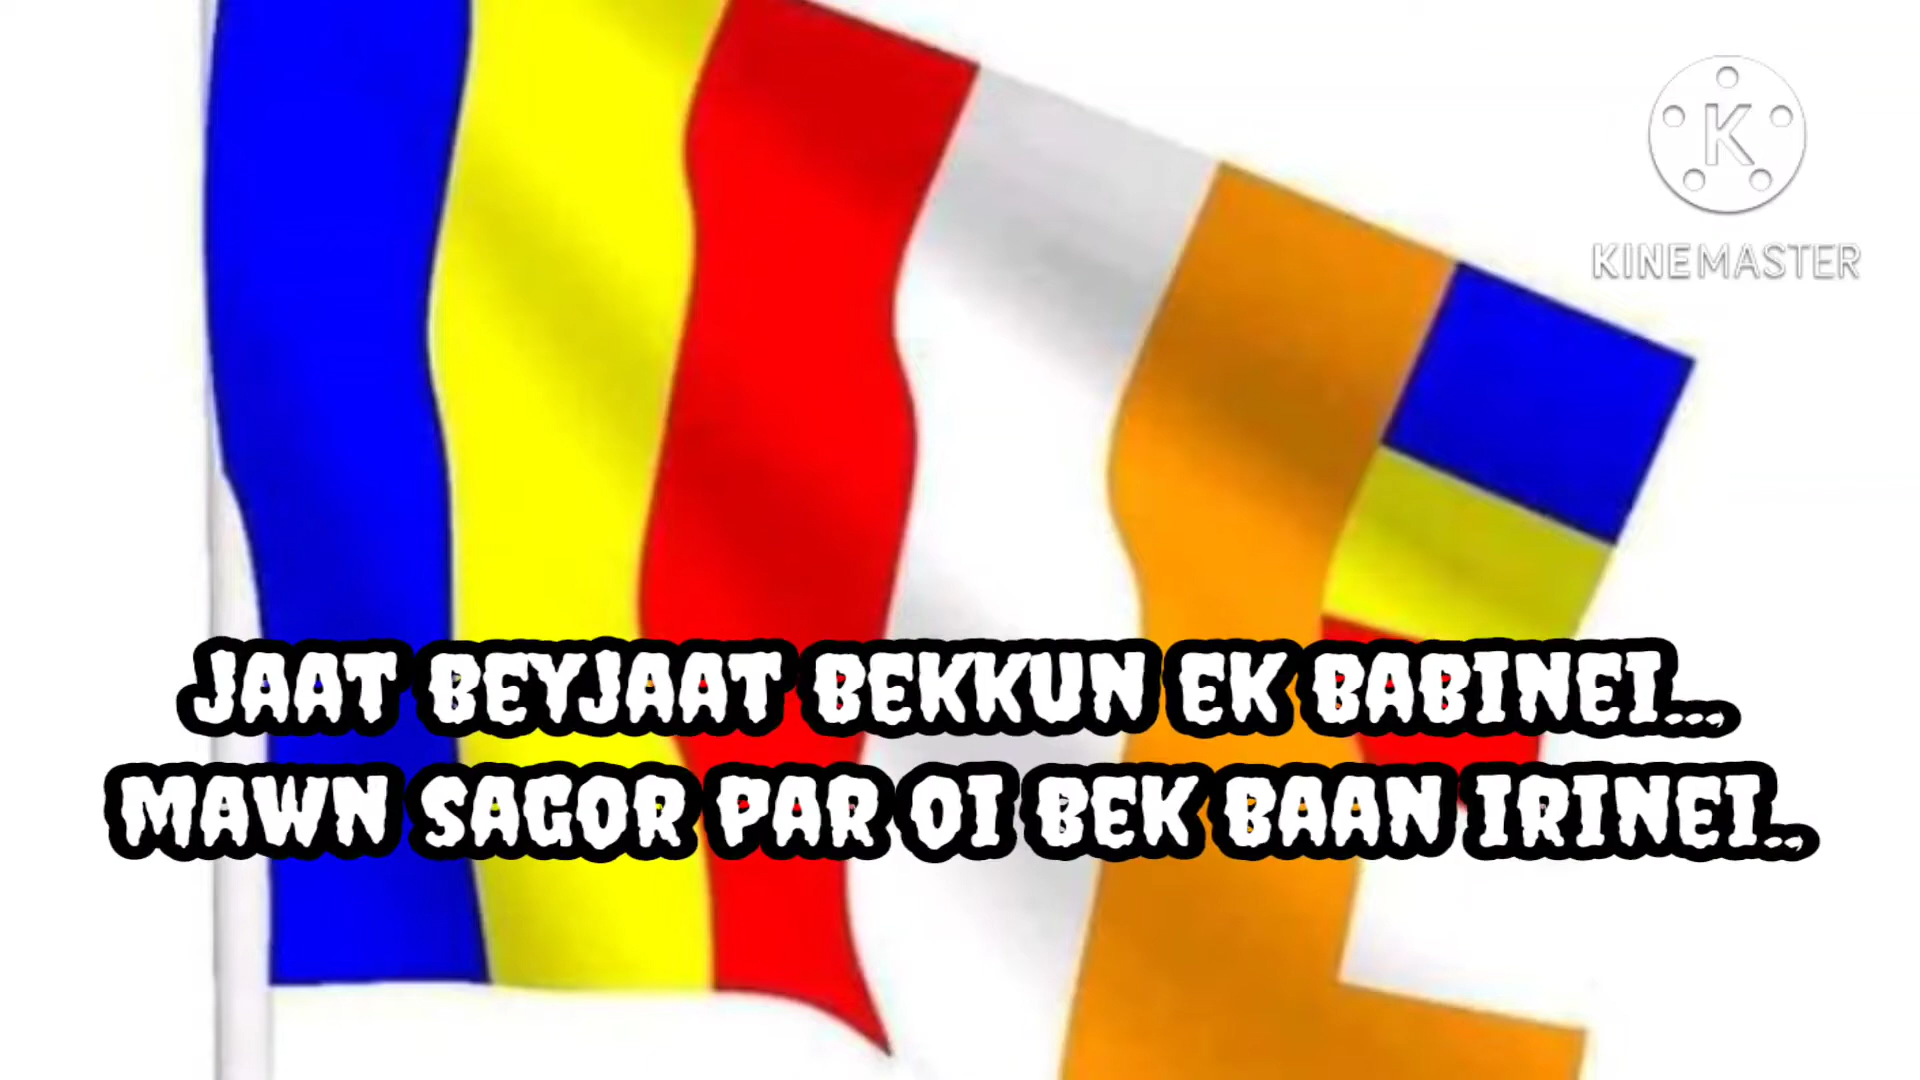 KINEMASTER
JAAT BEYJAAT BEKKUN EK BABINEI...
MAWN SAGOR PAR OI BEK BAAN IRINEI..